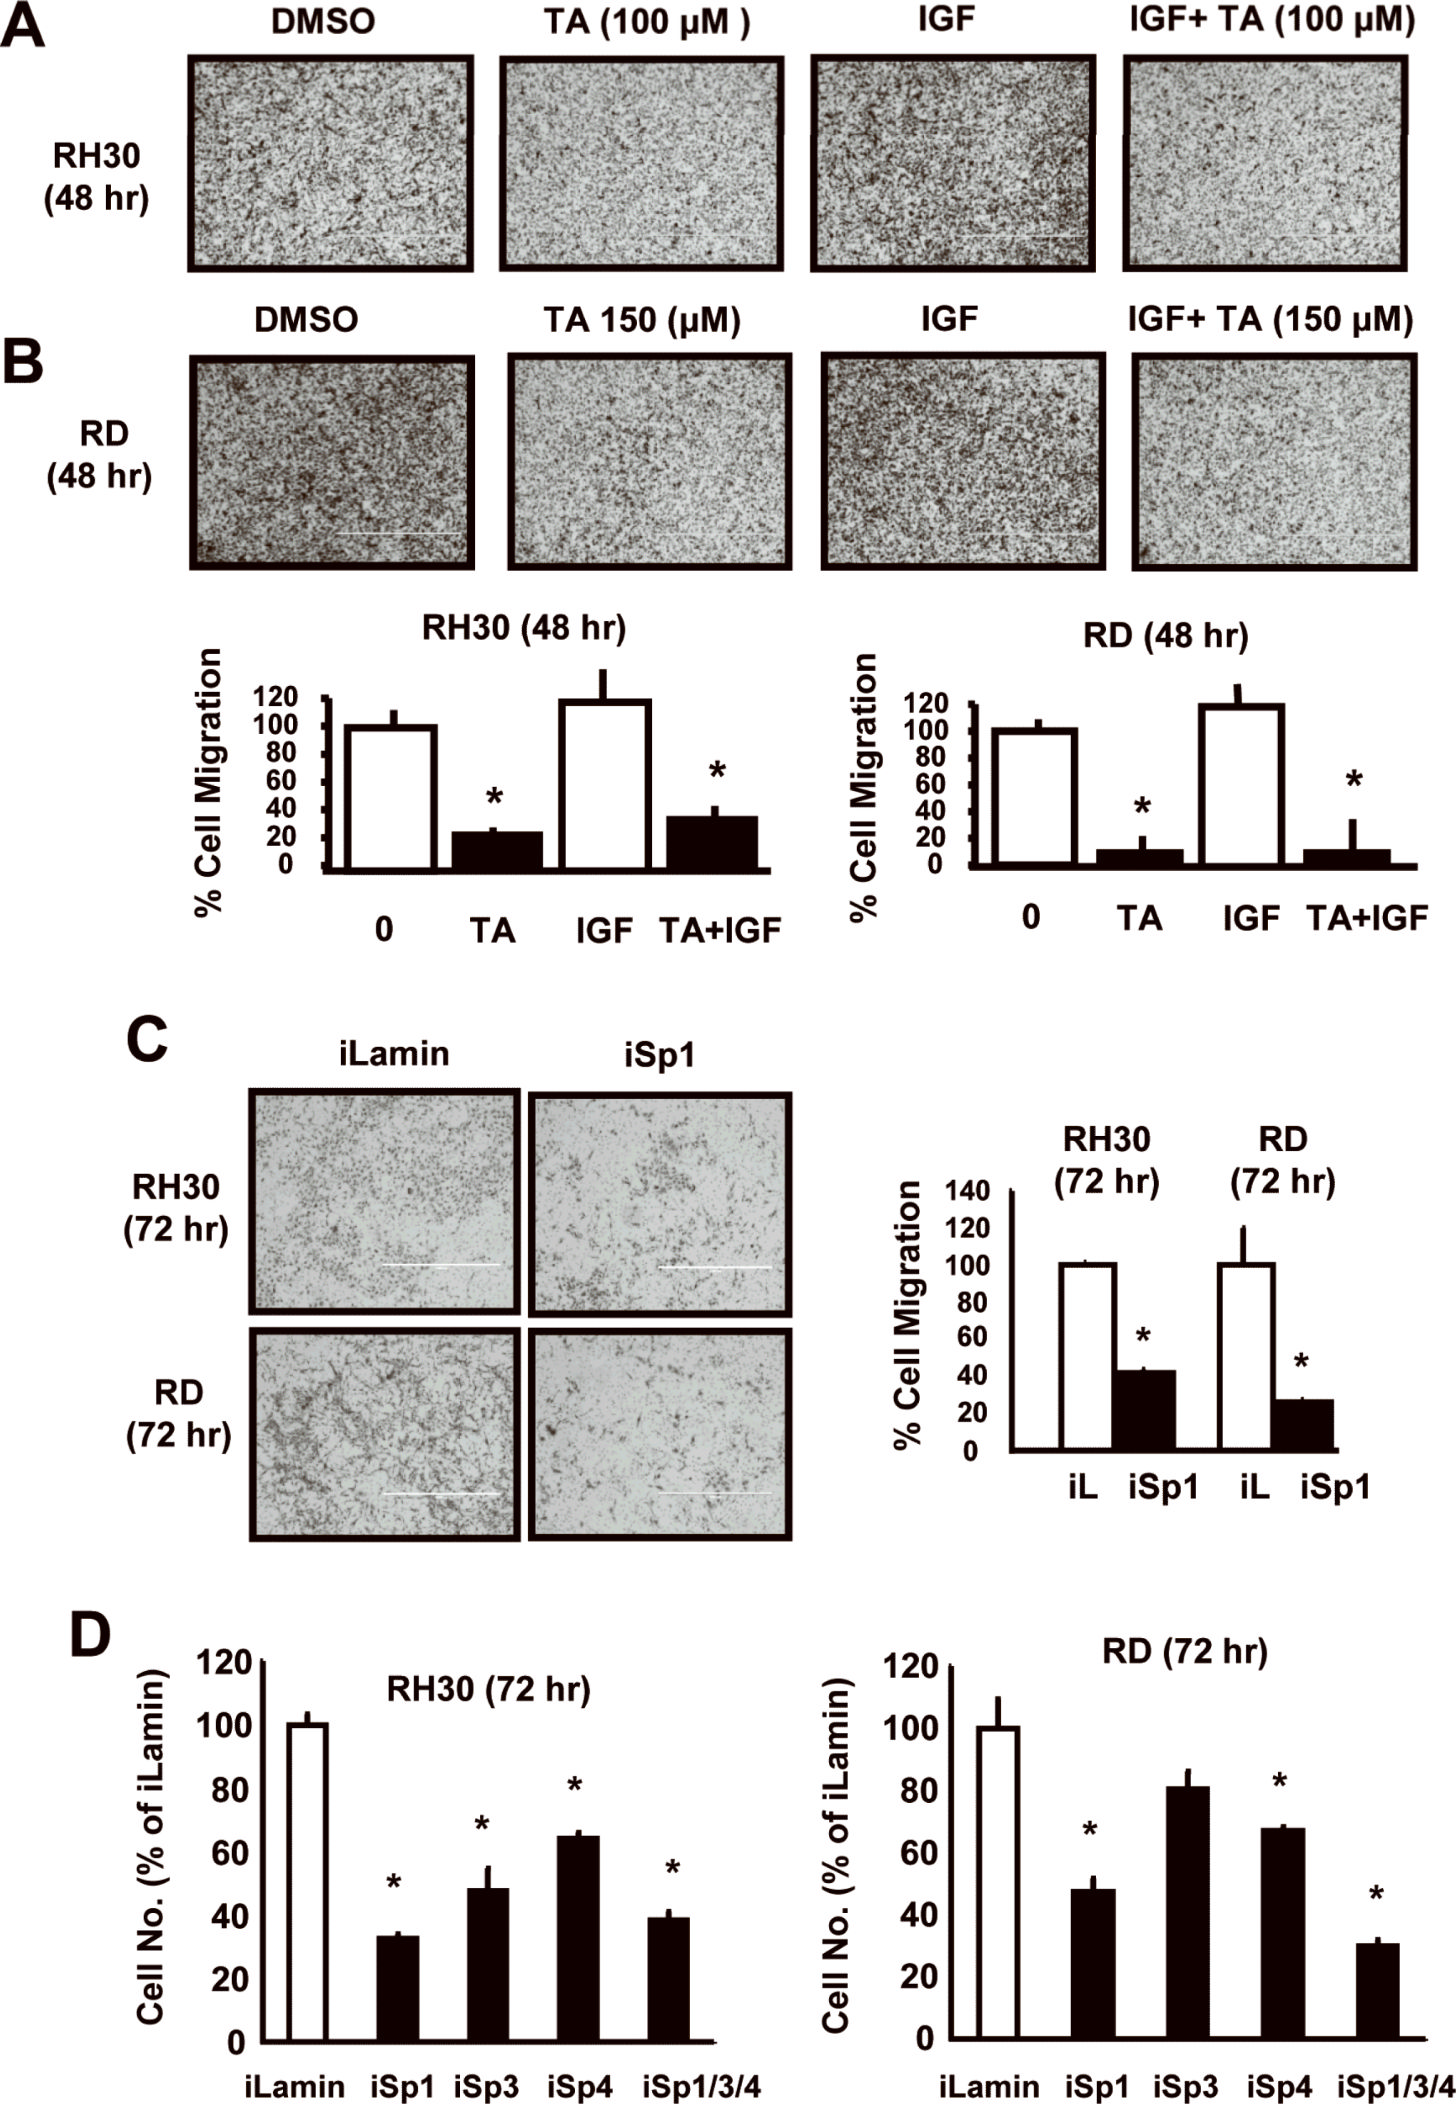 A
DMSO
TA (100 µM )
IGF
IGF+ TA (100 µM)
RH30
(48 hr)
B
DMSO
TA 150 (µM)
IGF
IGF+ TA (150 µM)
RD
(48 hr)
RH30 (48 hr)
% Cell Migration
120
100
80
60
40
20
0
*
*
0
TA
IGF
TA+IGF
RD (48 hr)
% Cell Migration
120
100
80
60
40
20
0
*
*
0
TA
IGF
TA+IGF
C
iLamin
iSp1
RH30
(72 hr)
RD
(72 hr)
RH30
(72 hr)
RD
(72 hr)
% Cell Migration
140
120
100
80
60
40
20
0
*
*
iL
iSp1
iL
iSp1
D
RH30 (72 hr)
Cell No. (% of iLamin)
120
100
80
60
40
20
0
*
*
*
*
iLamin
iSp1
iSp3
iSp4
iSp1/3/4
RD (72 hr)
Cell No. (% of iLamin)
120
100
80
60
40
20
0
*
*
*
iLamin
iSp1
iSp3
iSp4
iSp1/3/4